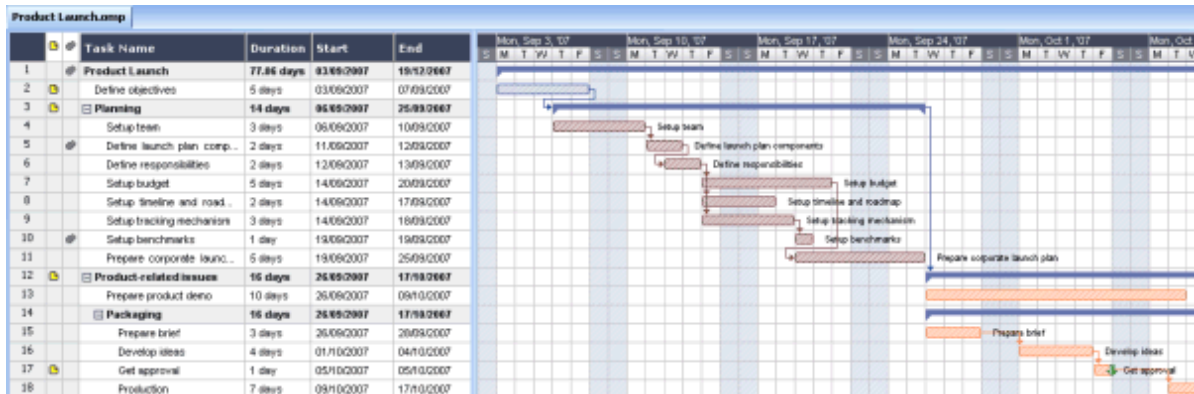 Product Launch.omp
Task Name Duration Start End Mon, Sep 3, '07 Mon, Sep 10, '07 Mon, Sep 17, '07 Mon, Sep 24, '07 Mon, Oct 1, '07 Mon, Oct
S M T W T F S S M T W T F S S M T W T F S S M T W T F S S M T W T F S S M T
1 Product Launch 77.86 days 03/09/2007 19/12/2007
2 Define objectives 5 days 03/09/2007 07/09/2007
3 Planning 14 days 06/09/2007 25/09/2007
4 Setup team 3 days 06/09/2007 10/09/2007 Setup team
5 Define launch plan comp... 2 days 11/09/2007 12/09/2007 Define launch plan components
6 Define responsibilities 2 days 12/09/2007 13/09/2007 Define responsibilities
7 Setup budget 5 days 14/09/2007 20/09/2007 Setup budget
8 Setup timeline and road... 2 days 14/09/2007 17/09/2007 Setup timeline and roadmap
9 Setup tracking mechanism 3 days 14/09/2007 18/09/2007 Setup tracking mechanism
10 Setup benchmarks 1 day 19/09/2007 19/09/2007 Setup benchmarks
11 Prepare corporate launc... 5 days 19/09/2007 25/09/2007 Prepare corporate launch plan
12 Product-related issues 16 days 26/09/2007 17/10/2007
13 Prepare product demo 10 days 26/09/2007 09/10/2007
14 Packaging 16 days 26/09/2007 17/10/2007
15 Prepare brief 3 days 26/09/2007 28/09/2007 Prepare brief
16 Develop ideas 4 days 01/10/2007 04/10/2007 Develop ideas
17 Get approval 1 day 05/10/2007 05/10/2007 Get approval
18 Production 7 days 09/10/2007 17/10/2007